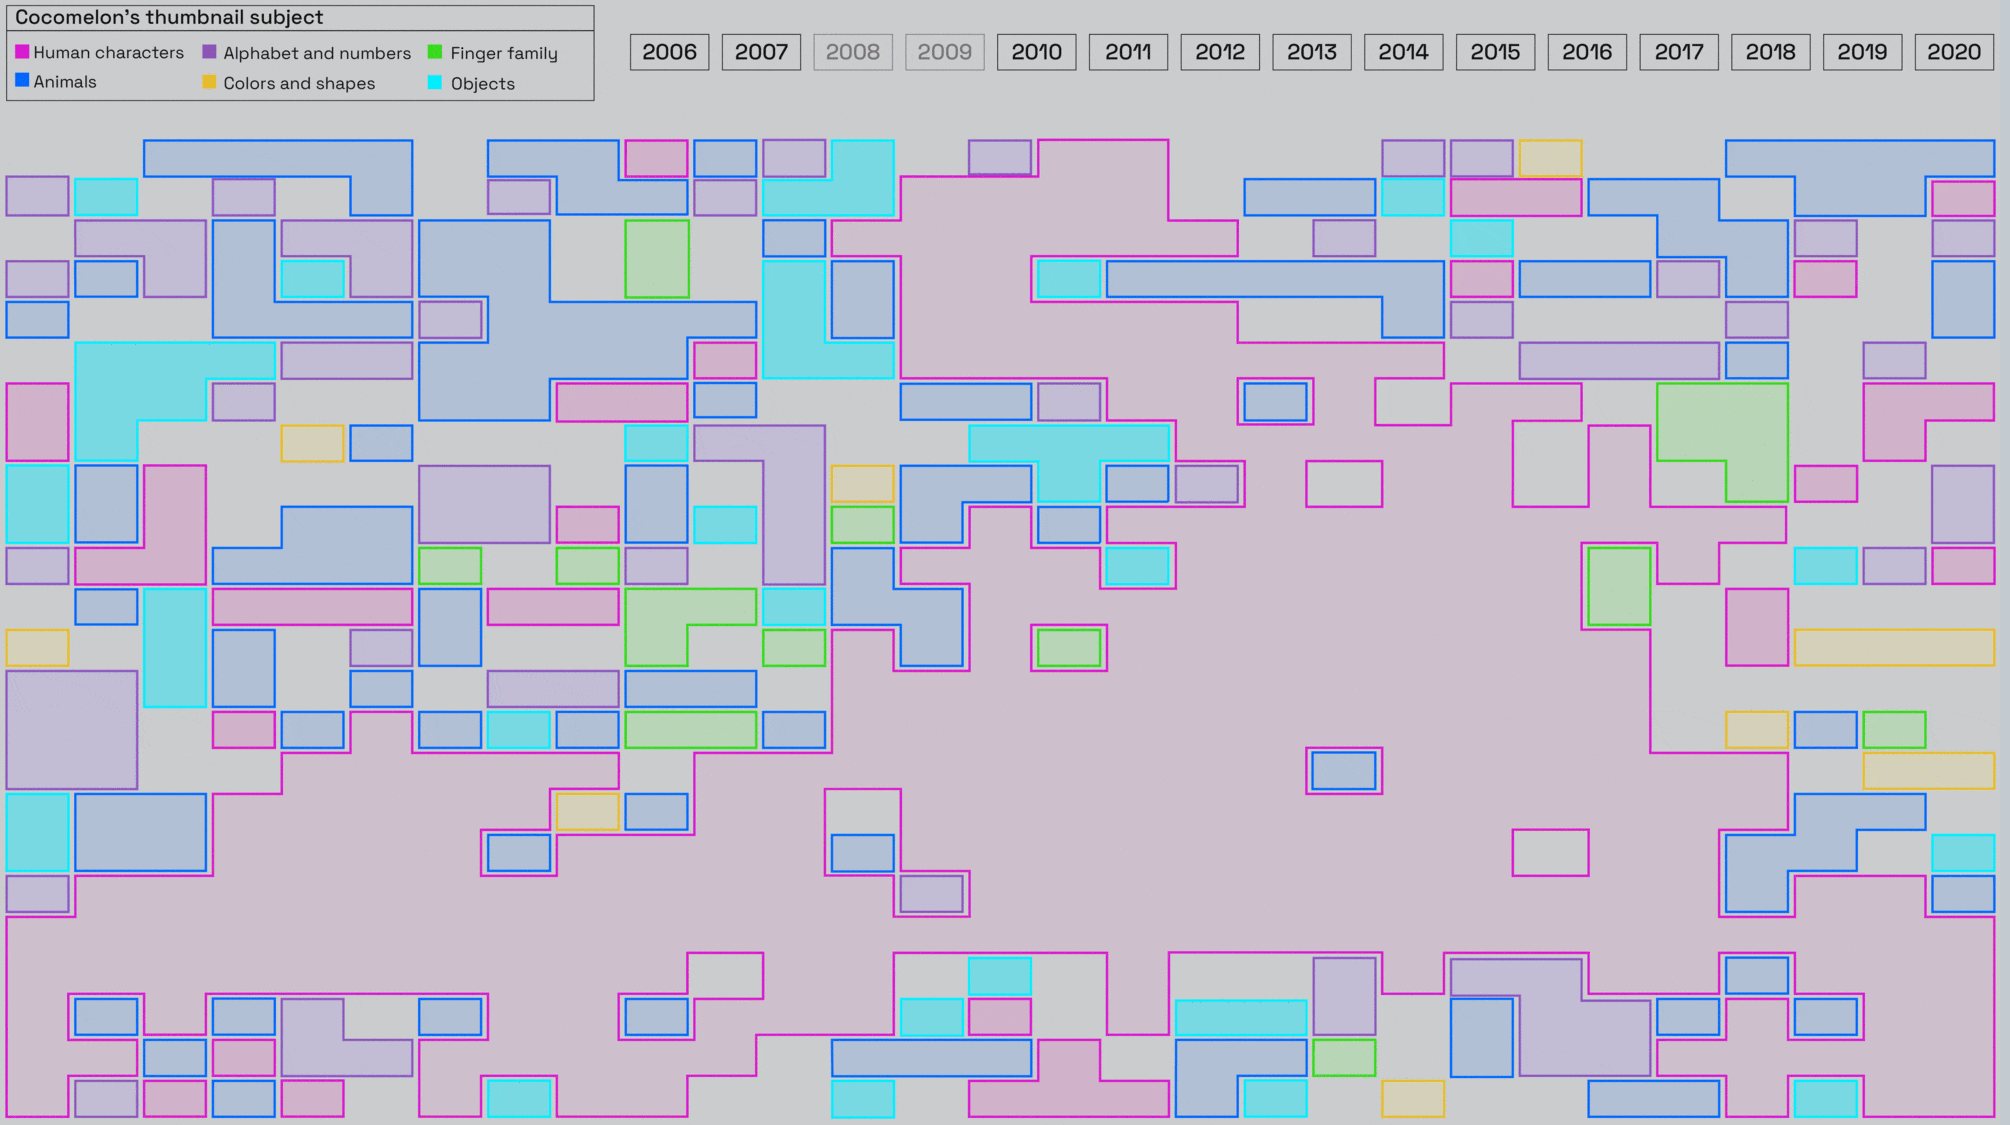 Cocomelon's thumbnail subject
Human characters
Alphabet and numbers
Finger family
Animals
Colors and shapes
Objects
2006 2007 2008 2009 2010 2011 2012 2013 2014 2015 2016 2017 2018 2019 2020